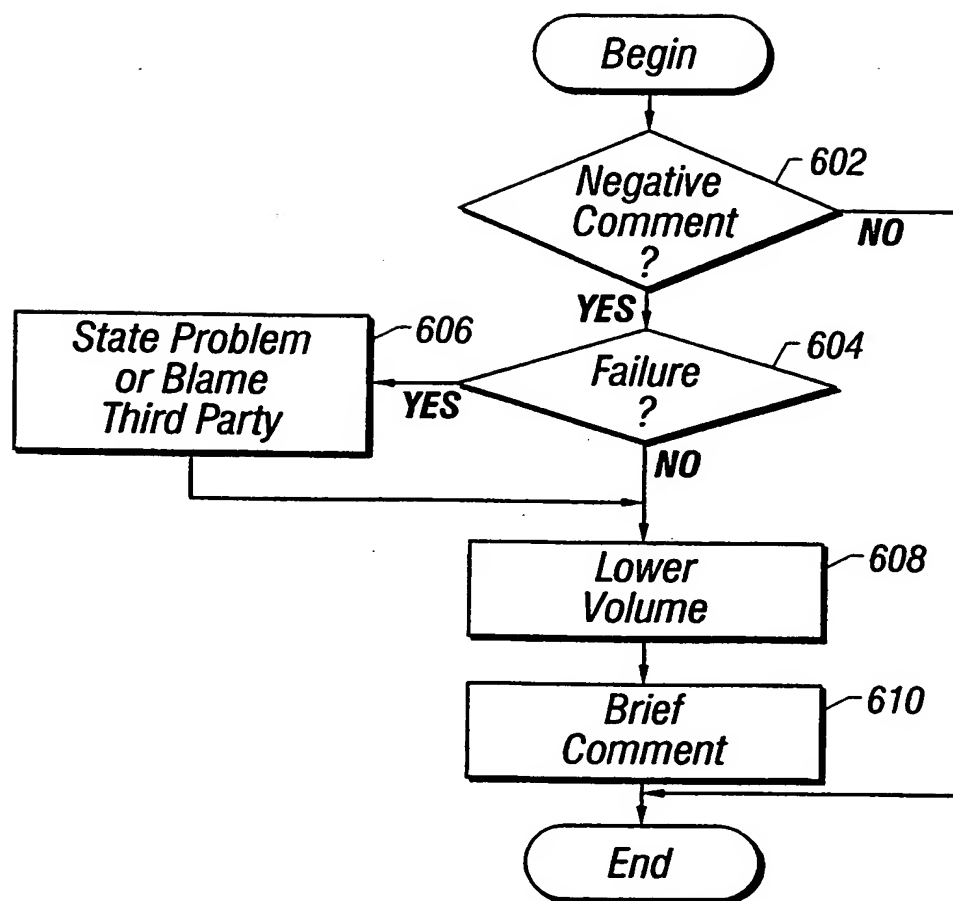 Begin
602
Negative
Comment
?
NO
YES
606
State Problem
or Blame
Third Party
604
Failure
?
YES
NO
608
Lower
Volume
610
Brief
Comment
End